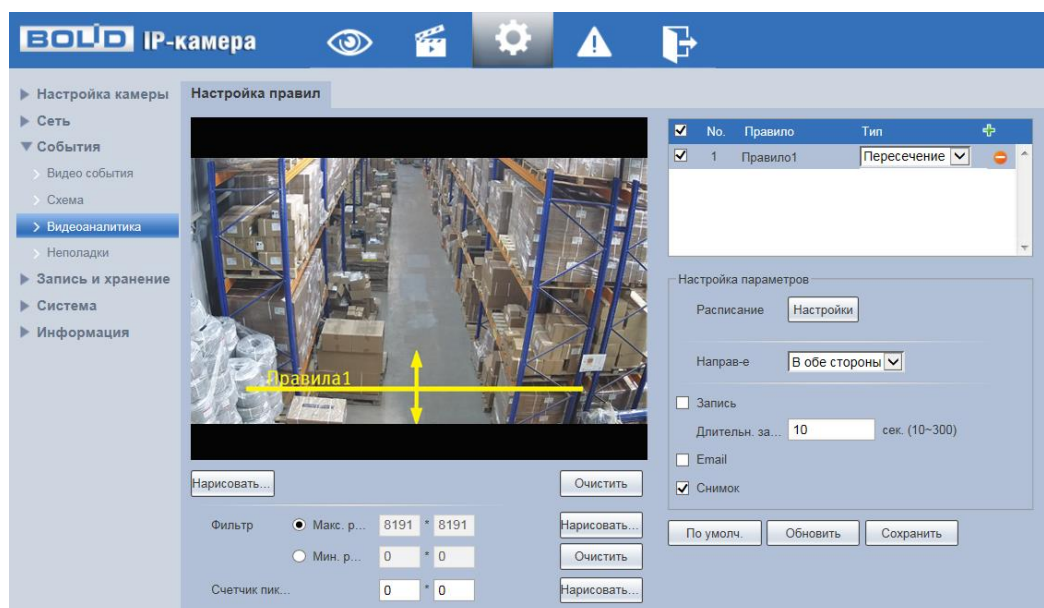 BOLID IP-камера
Настройка камеры
Сеть
События
Видео события
Схема
Видеоаналитика
Неполадки
Запись и хранение
Система
Информация
Настройка правил
Правила1
Нарисовать...
Очистить
Фильтр Макс. р... 8191 * 8191 Нарисовать...
Мин. р... 0 * 0 Очистить
Счетчик пик... 0 * 0 Нарисовать...
No. Правило Тип
1 Правило1 Пересечение
Настройка параметров
Расписание Настройки
Направ-е В обе стороны
Запись
Длительн. за... 10 сек. (10~300)
Email
Снимок
По умолч. Обновить Сохранить